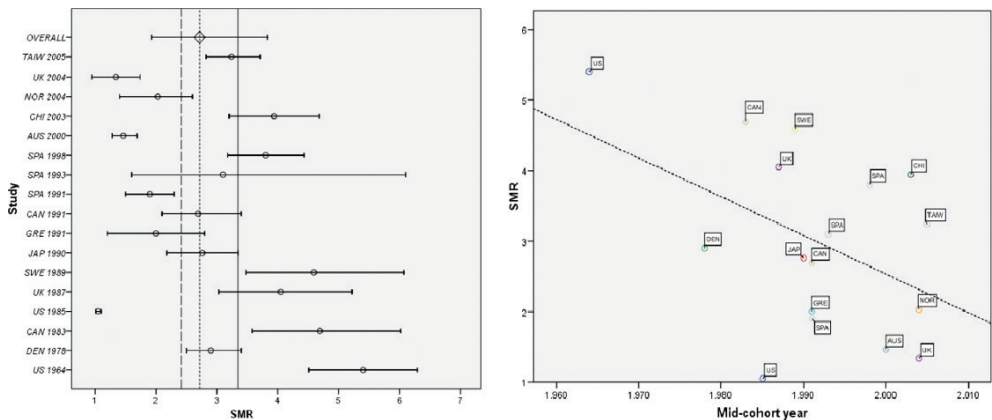 OVERALL
TAIW 2005
UK 2004
NOR 2004
CHI 2003
AUS 2000
SPA 1998
SPA 1993
SPA 1991
CAN 1991
GRE 1991
JAP 1990
SWE 1989
UK 1987
US 1985
CAN 1983
DEN 1978
US 1964
Study
1 2 3 4 5 6 7
SMR
6
5
4
3
2
1
SMR
US
CAN
SWE
UK
SPA
CHI
SPA
TAIW
DEN
JAP
CAN
GRE
SPA
NOR
AUS
UK
US
1.960 1.970 1.980 1.990 2.000 2.010
Mid-cohort year